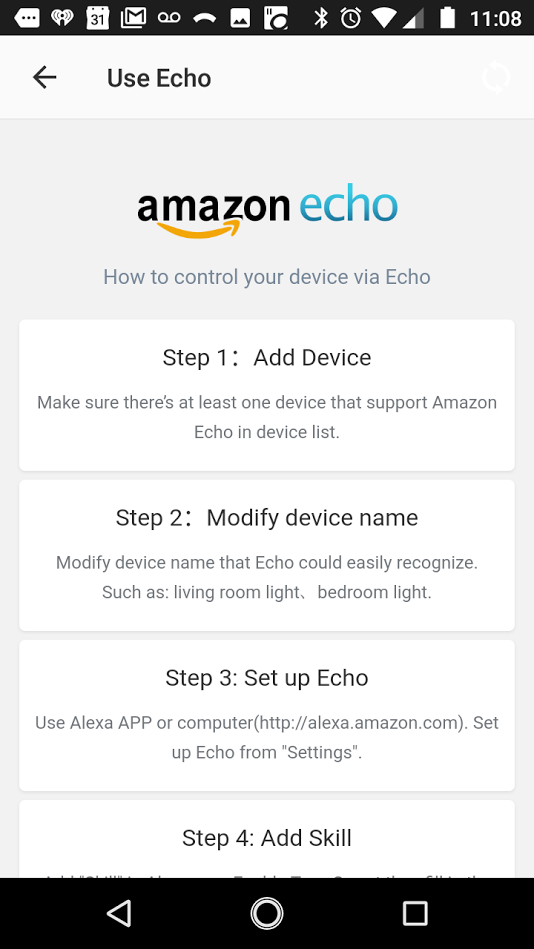 31 11:08
Use Echo
amazon echo
How to control your device via Echo
Step 1：Add Device
Make sure there's at least one device that support Amazon
Echo in device list.
Step 2：Modify device name
Modify device name that Echo could easily recognize.
Such as: living room light、bedroom light.
Step 3: Set up Echo
Use Alexa APP or computer(http://alexa.amazon.com). Set
up Echo from "Settings".
Step 4: Add Skill